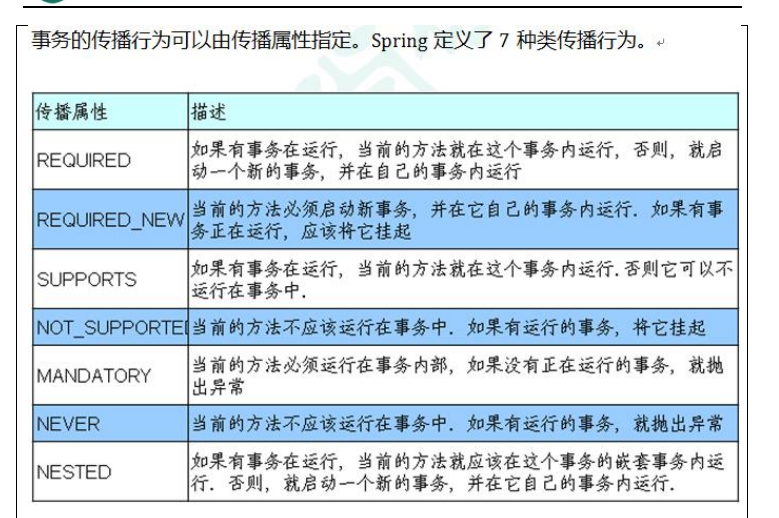 事务的传播行为可以由传播属性指定。Spring 定义了 7 种类传播行为。
传播属性 描述
REQUIRED 如果有事务在运行，当前的方法就在这个事务内运行，否则，就启
动一个新的事务，并在自己的事务内运行
REQUIRED_NEW 当前的方法必须启动新事务，并在它自己的事务内运行．如果有事
务正在运行，应该将它挂起
SUPPORTS 如果有事务在运行，当前的方法就在这个事务内运行．否则它可以不
运行在事务中．
NOT_SUPPORTE 当前的方法不应该运行在事务中．如果有运行的事务，将它挂起
MANDATORY 当前的方法必须运行在事务内部，如果没有正在运行的事务，就抛
出异常
NEVER 当前的方法不应该运行在事务中．如果有运行的事务，就抛出异常
NESTED 如果有事务在运行，当前的方法就应该在这个事务的嵌套事务内运
行．否则，就启动一个新的事务，并在它自己的事务内运行．